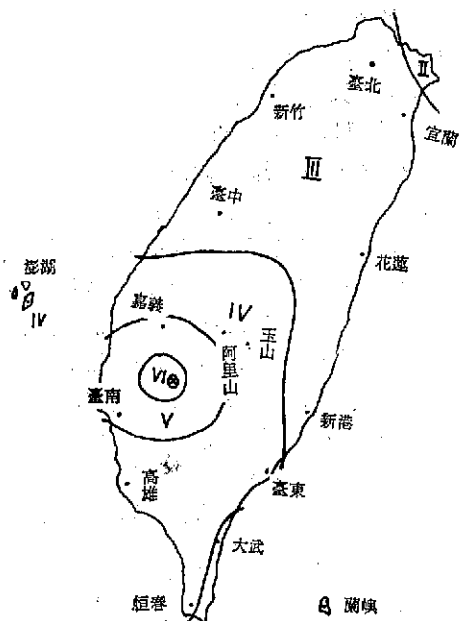 II
臺北
新竹
宜蘭
III
臺中
花蓮
澎湖
IV
嘉義
IV
玉山
阿里山
VI
臺南
V
新港
高雄
臺東
大武
恒春
蘭嶼